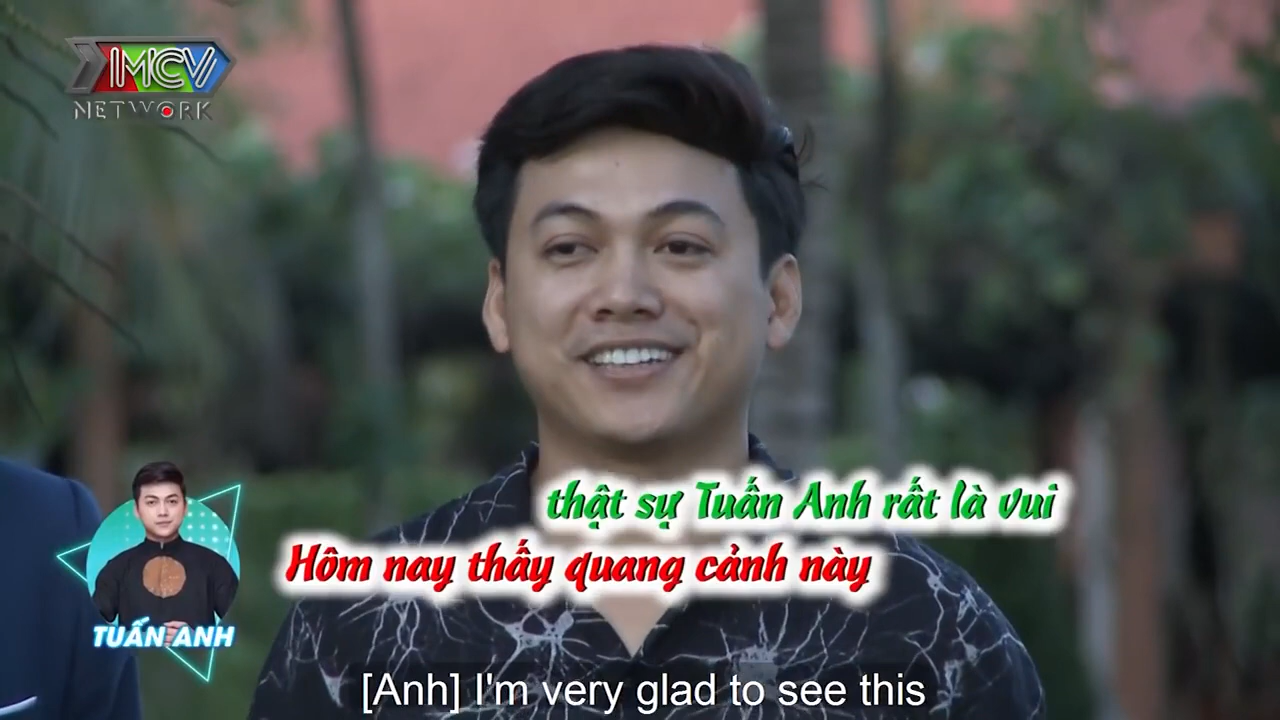 MCV
NETWORK
thật sự Tuấn Anh rất là vui
Hôm nay thấy quang cảnh này
TUẤN ANH
[Anh] I'm very glad to see this